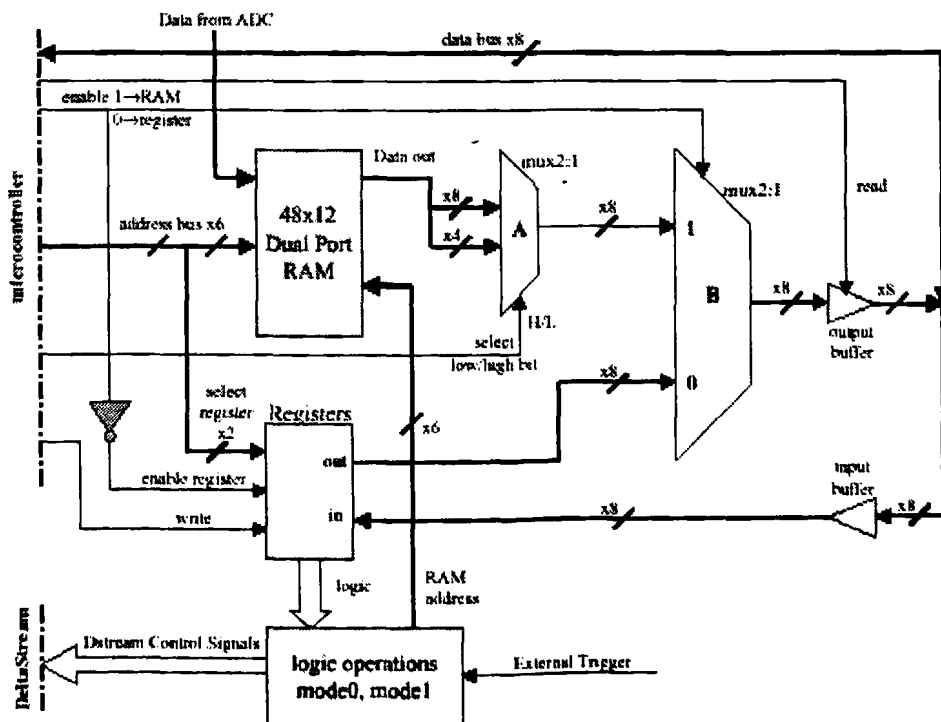 Data from ADC
data bus x8
enable 1→RAM
0→register
microcontroller
Data out
mux2:1
mux2:1
read
48x12
Dual Port
RAM
address bus x6
x8
x4
A
x8
1
B
x8
x8
output
buffer
H/L
select
low/high bit
x8
0
select
register
x2
Registers
x6
out
in
enable register
write
input
buffer
x8
x8
logic
RAM
address
DeltaStream
Dstream Control Signals
logic operations
mode0, mode1
External Trigger